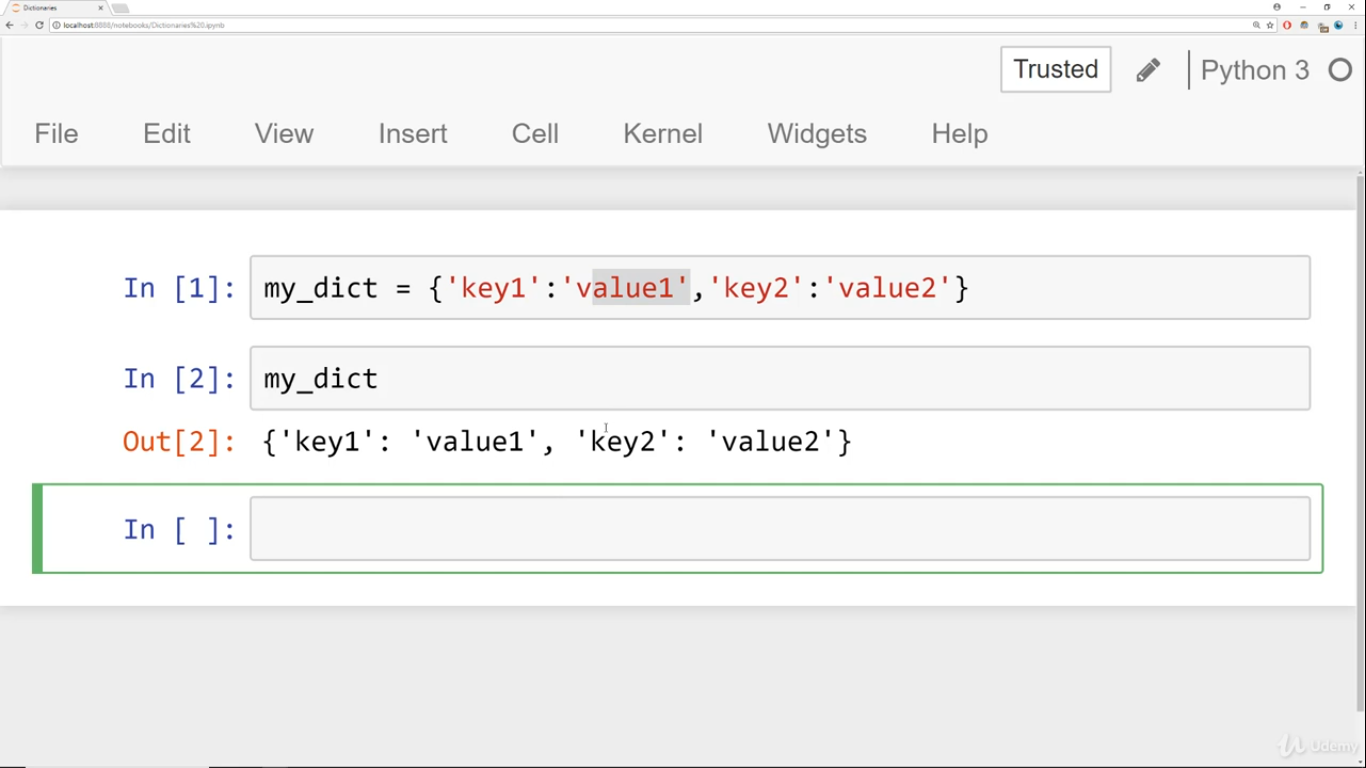 Dictionaries
localhost:8888/notebooks/Dictionaries%20.ipynb
Trusted
Python 3
File Edit View Insert Cell Kernel Widgets Help
In [1]: my_dict = {'key1':'value1','key2':'value2'}
In [2]: my_dict
Out[2]: {'key1': 'value1', 'key2': 'value2'}
In [ ]:
Udemy